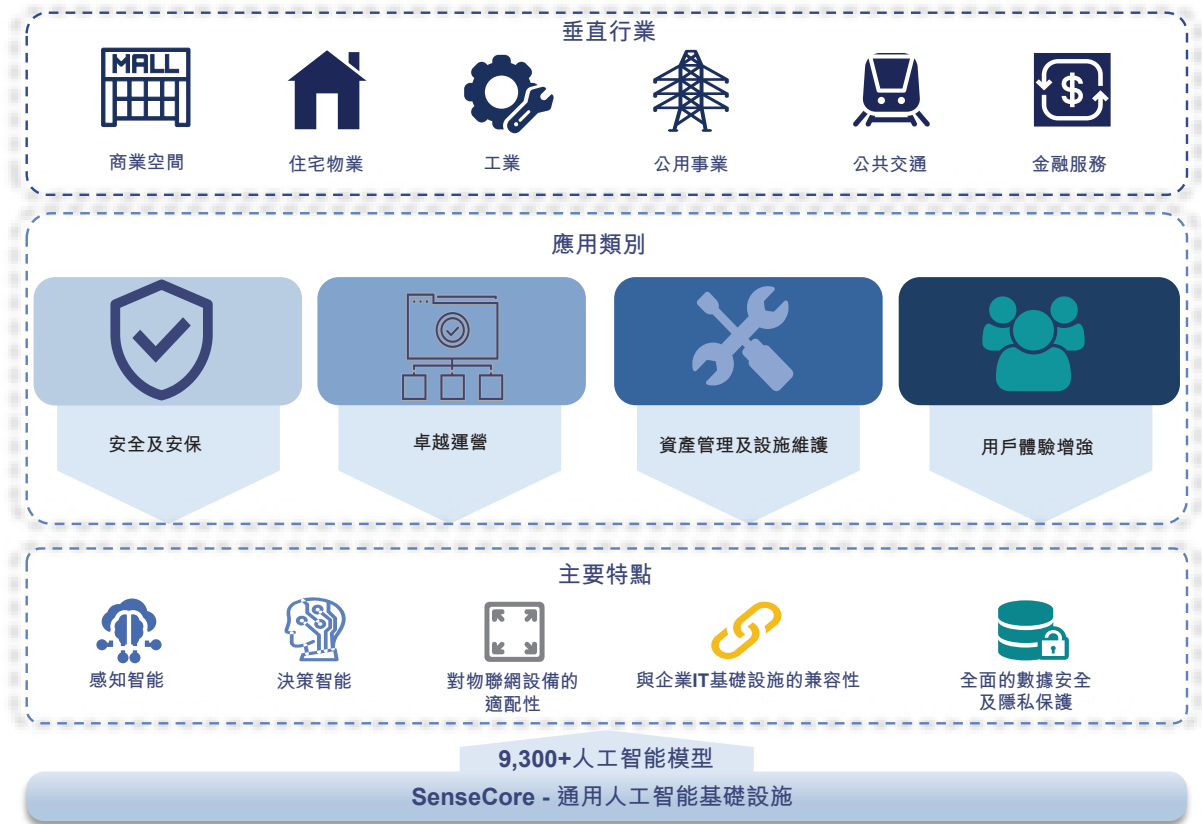 垂直行業
MALL
商業空間
住宅物業
工業
公用事業
公共交通
金融服務
應用類別
安全及安保
卓越運營
資產管理及設施維護
用戶體驗增強
主要特點
感知智能
決策智能
對物聯網設備的
適配性
與企業IT基礎設施的兼容性
全面的數據安全
及隱私保護
9,300+人工智能模型
SenseCore - 通用人工智能基礎設施